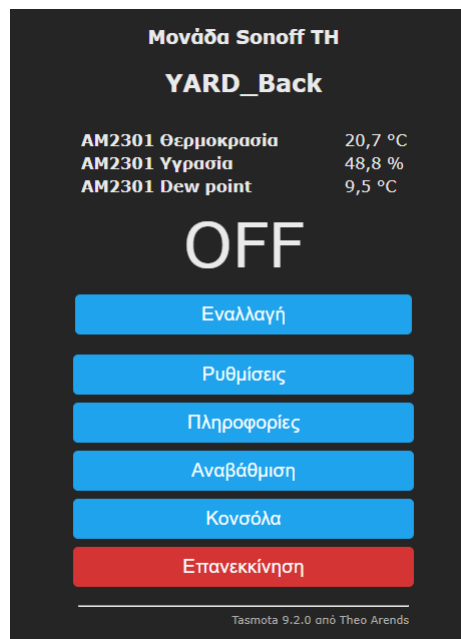 Μονάδα Sonoff TH
YARD_Back
AM2301 Θερμοκρασία 20,7 °C
AM2301 Υγρασία 48,8 %
AM2301 Dew point 9,5 °C
OFF
Εναλλαγή
Ρυθμίσεις
Πληροφορίες
Αναβάθμιση
Κονσόλα
Επανεκκίνηση
Tasmota 9.2.0 από Theo Arends